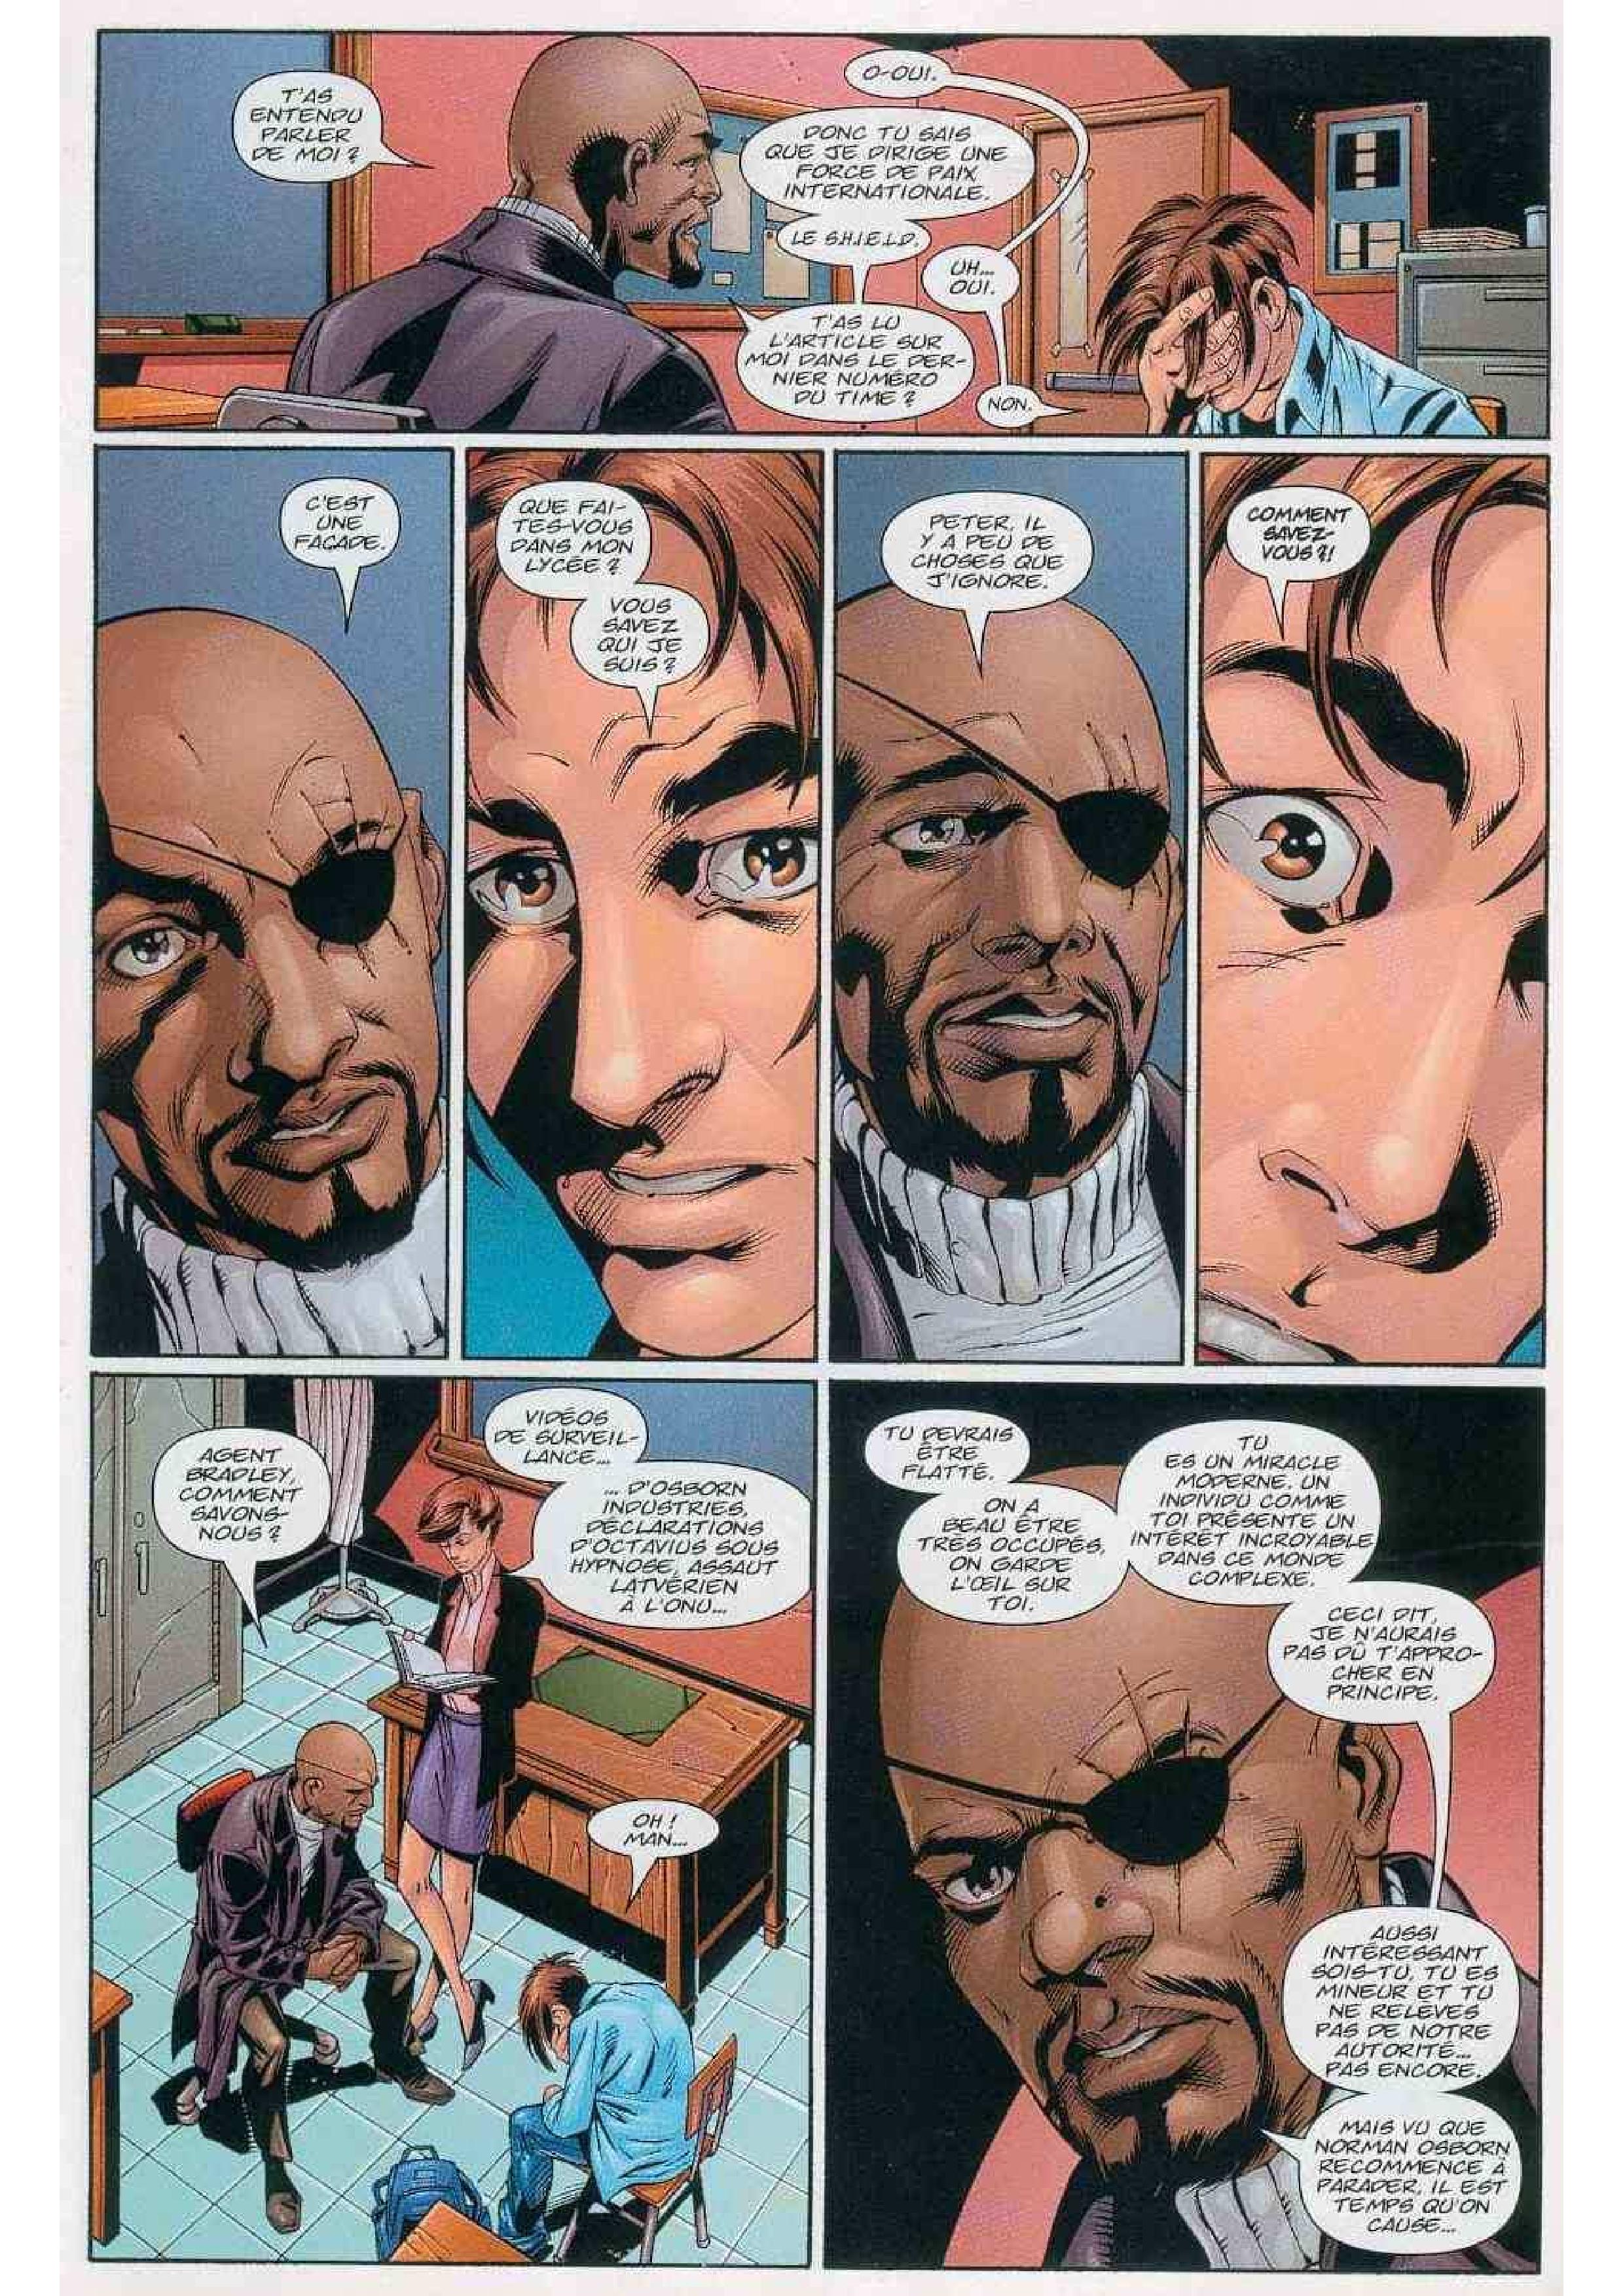 T'AS
ENTENDU
PARLER
DE MOI ?
O-OUI.
DONC TU SAIS
QUE JE DIRIGE UNE
FORCE DE PAIX
INTERNATIONALE.
LE S.H.I.E.L.D.
UH...
OUI.
T'AS LU
L'ARTICLE SUR
MOI DANS LE DER-
NIER NUMÉRO
DU TIME ?
NON.
C'EST
UNE
FAÇADE.
QUE FAI-
TES-VOUS
DANS MON
LYCÉE ?
VOUS
SAVEZ
QUI JE
SUIS ?
PETER, IL
Y A PEU DE
CHOSES QUE
J'IGNORE.
COMMENT
SAVEZ-
VOUS ?!
AGENT
BRADLEY,
COMMENT
SAVONS-
NOUS ?
VIDÉOS
DE SURVEIL-
LANCE...
... D'OSBORN
INDUSTRIES,
DÉCLARATIONS
D'OCTAVIUS SOUS
HYPNOSE, ASSAUT
LATVÉRIEN
À L'ONU...
OH !
MAN...
TU DEVRAIS
ÊTRE
FLATTÉ.
ON A
BEAU ÊTRE
TRÈS OCCUPÉS,
ON GARDE
L'ŒIL SUR
TOI.
TU
ES UN MIRACLE
MODERNE. UN
INDIVIDU COMME
TOI PRÉSENTE UN
INTÉRÊT INCROYABLE
DANS CE MONDE
COMPLEXE.
CECI DIT,
JE N'AURAIS
PAS DÛ T'APPRO-
CHER EN
PRINCIPE.
AUSSI
INTÉRESSANT
SOIS-TU, TU ES
MINEUR ET TU
NE RELÈVES
PAS DE NOTRE
AUTORITÉ...
PAS ENCORE.
MAIS VU QUE
NORMAN OSBORN
RECOMMENCE À
PARADER, IL EST
TEMPS QU'ON
CAUSE...